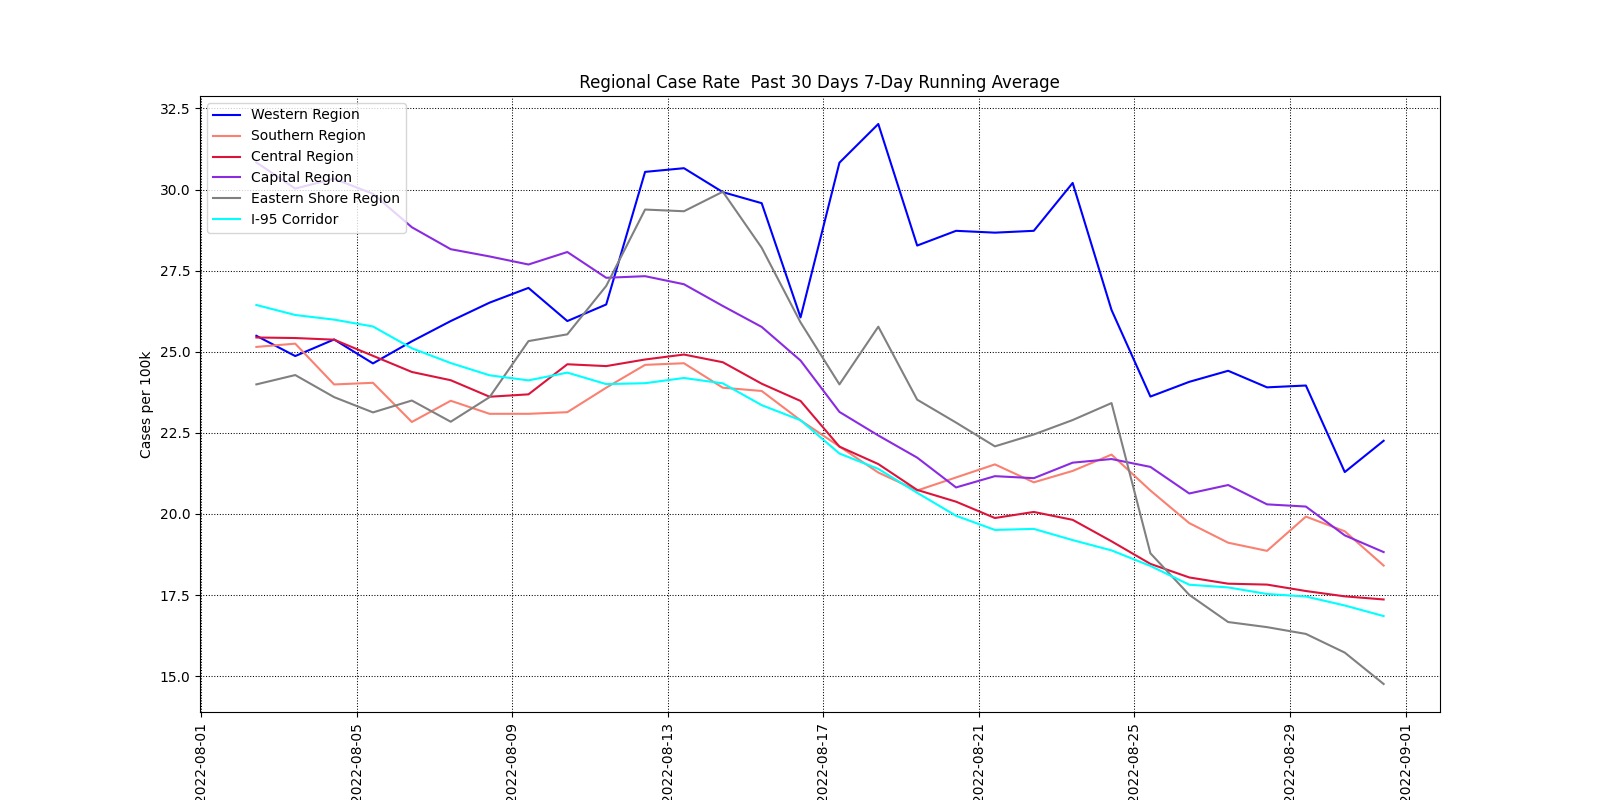 Regional Case Rate  Past 30 Days 7-Day Running Average
Cases per 100k
32.5
30.0
27.5
25.0
22.5
20.0
17.5
15.0
Western Region
Southern Region
Central Region
Capital Region
Eastern Shore Region
I-95 Corridor
2022-08-01
2022-08-05
2022-08-09
2022-08-13
2022-08-17
2022-08-21
2022-08-25
2022-08-29
2022-09-01